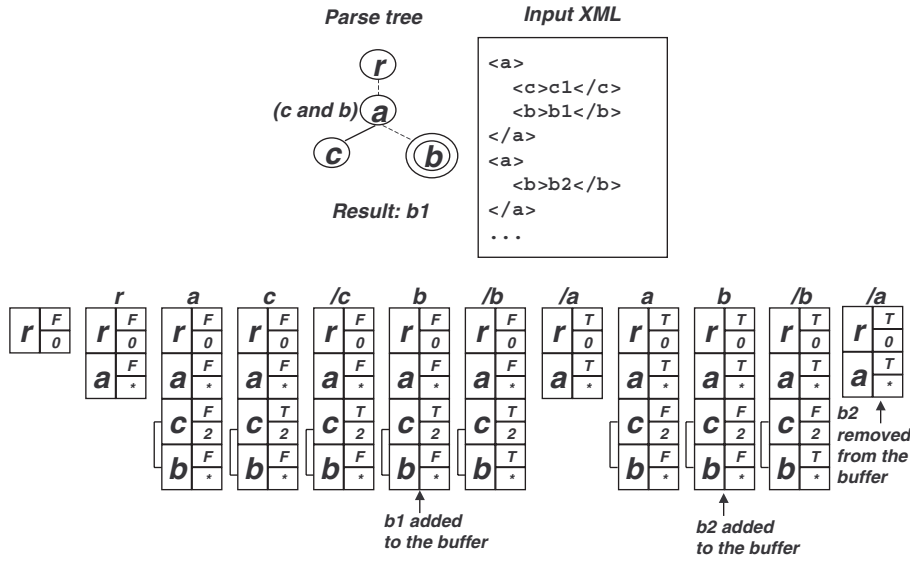 Parse tree
Input XML
r
(c and b) a
c b
Result: b1
<a>
<c>c1</c>
<b>b1</b>
</a>
<a>
<b>b2</b>
</a>
...
r a c /c b /b /a a b /b /a
r F r F r F r F r F r F r F r T r T r T r T r T
0 0 0 0 0 0 0 0 0 0 0 0
a F a F a F a F a F a F a T a T a T a T a T
* * * * * * * * * * *
c F c T c T c T c T c F c F c F
2 2 2 2 2 2 2 2
b F b F b F b F b T b F b F b T
* * * * * * * *
b1 added
to the buffer
b2 added
to the buffer
b2
removed
from the
buffer